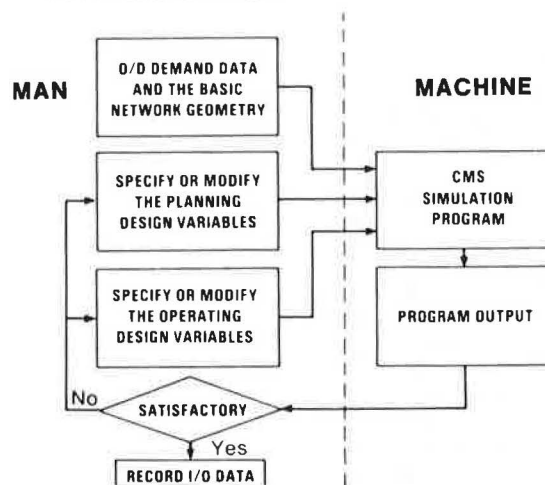 MAN
MACHINE
O/D DEMAND DATA
AND THE BASIC
NETWORK GEOMETRY
SPECIFY OR MODIFY
THE PLANNING
DESIGN VARIABLES
CMS
SIMULATION
PROGRAM
SPECIFY OR MODIFY
THE OPERATING
DESIGN VARIABLES
PROGRAM OUTPUT
No
SATISFACTORY
Yes
RECORD I/O DATA